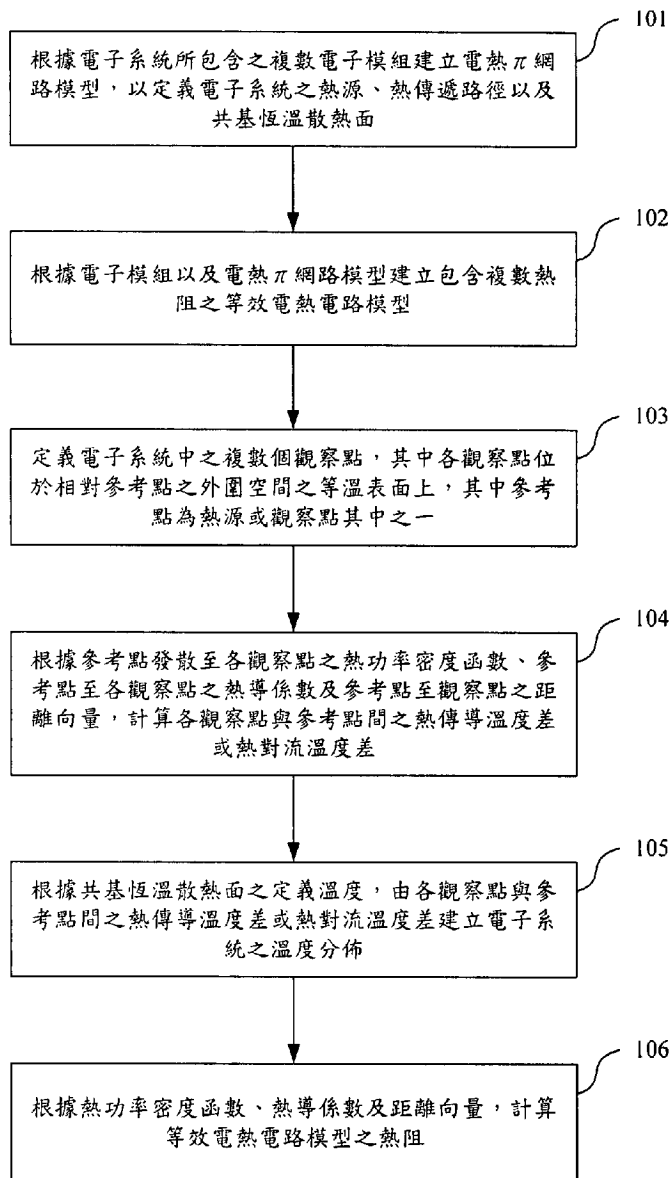 101
根據電子系統所包含之複數電子模組建立電熱π網
路模型,以定義電子系統之熱源、熱傳遞路徑以及
共基恆溫散熱面
102
根據電子模組以及電熱π網路模型建立包含複數熱
阻之等效電熱電路模型
103
定義電子系統中之複數個觀察點,其中各觀察點位
於相對參考點之外圍空間之等溫表面上,其中參考
點為熱源或觀察點其中之一
104
根據參考點發散至各觀察點之熱功率密度函數、參
考點至各觀察點之熱導係數及參考點至觀察點之距
離向量,計算各觀察點與參考點間之熱傳導溫度差
或熱對流溫度差
105
根據共基恆溫散熱面之定義溫度,由各觀察點與參
考點間之熱傳導溫度差或熱對流溫度差建立電子系
統之溫度分佈
106
根據熱功率密度函數、熱導係數及距離向量,計算
等效電熱電路模型之熱阻